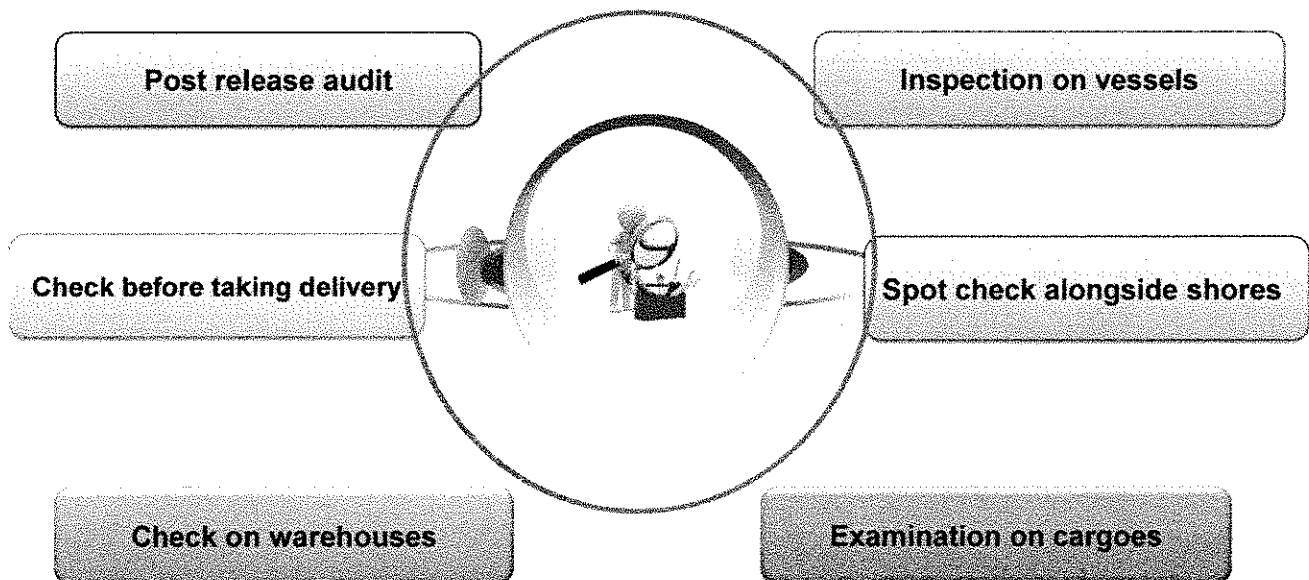 Post release audit
Inspection on vessels
Check before taking delivery
Spot check alongside shores
Check on warehouses
Examination on cargoes